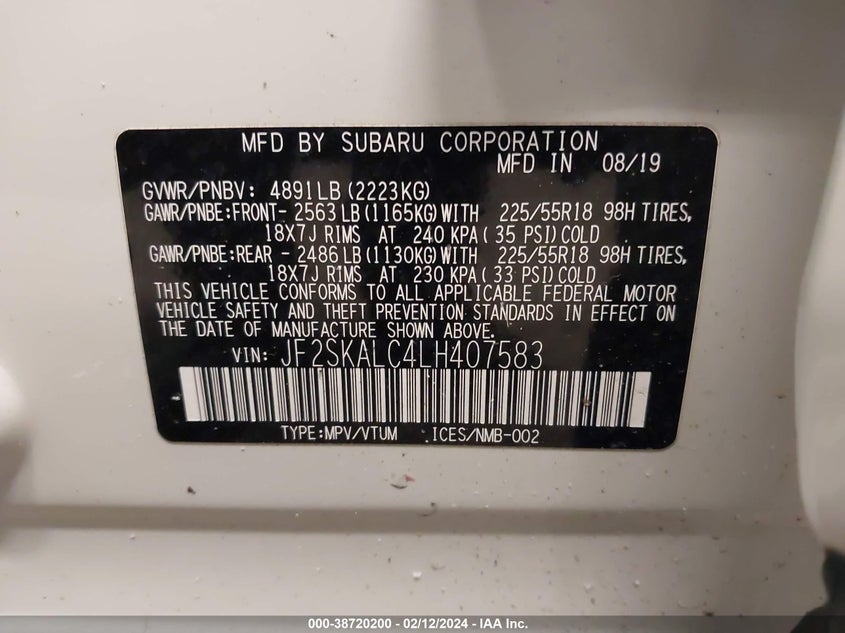 MFD BY SUBARU CORPORATION
MFD IN 08/19
GVWR/PNBV: 4891LB (2223KG)
GAWR/PNBE:FRONT- 2563 LB (1165KG) WITH 225/55R18 98H TIRES,
18X7J RIMS AT 240 KPA ( 35 PSI) COLD
GAWR/PNBE:REAR - 2486 LB (1130KG) WITH 225/55R18 98H TIRES,
18X7J RIMS AT 230 KPA ( 33 PSI) COLD
THIS VEHICLE CONFORMS TO ALL APPLICABLE FEDERAL MOTOR
VEHICLE SAFETY AND THEFT PREVENTION STANDARDS IN EFFECT ON
THE DATE OF MANUFACTURE SHOWN ABOVE.
VIN: JF2SKALC4LH407583
TYPE:MPV/VTUM ICES/NMB-002
000-38720200 - 02/12/2024 - IAA Inc.